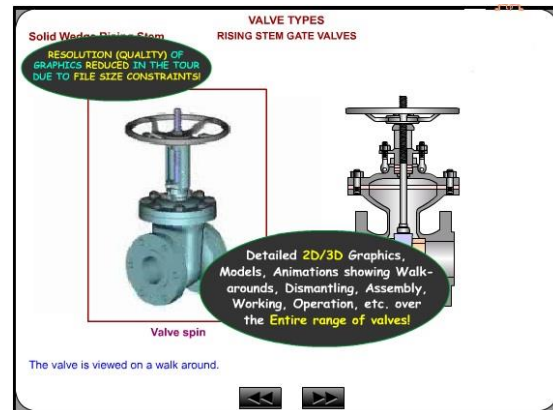 VALVE TYPES
Solid Wedge Rising Stem
RISING STEM GATE VALVES
RESOLUTION (QUALITY) OF
GRAPHICS REDUCED IN THE TOUR
DUE TO FILE SIZE CONSTRAINTS!
Detailed 2D/3D Graphics,
Models, Animations showing Walk-
arounds, Dismantling, Assembly,
Working, Operation, etc. over
the Entire range of valves!
Valve spin
The valve is viewed on a walk around.